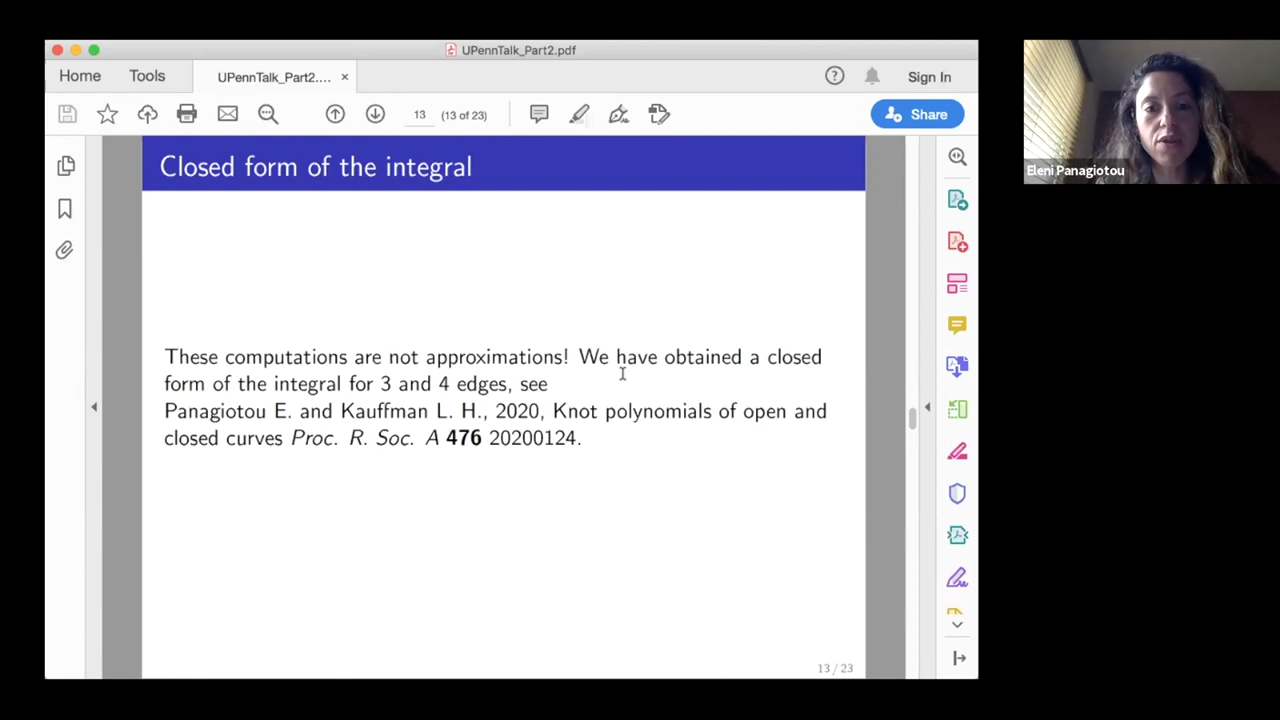 UPennTalk_Part2.pdf
Home Tools UPennTalk_Part2.... × Sign In
13 (13 of 23) Share
Closed form of the integral
Eleni Panagiotou
These computations are not approximations! We have obtained a closed
form of the integral for 3 and 4 edges, see
Panagiotou E. and Kauffman L. H., 2020, Knot polynomials of open and
closed curves Proc. R. Soc. A 476 20200124.
13 / 23